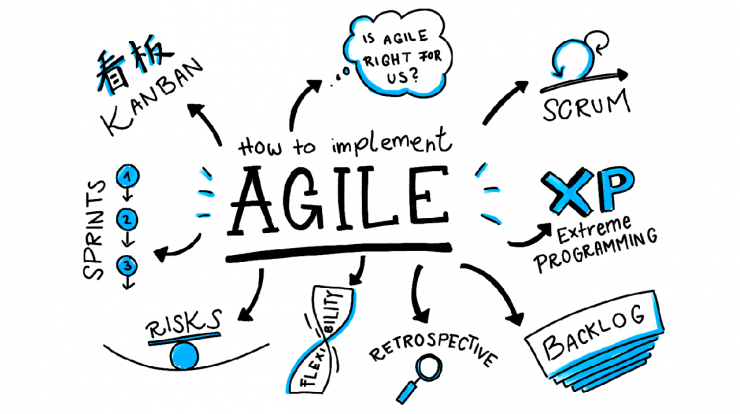 看板
KANBAN
IS AGILE
RIGHT FOR
US?
SCRUM
How to implement
AGILE
SPRINTS
1
2
3
XP
Extreme
PROGRAMMING
RISKS
FLEXI
BILITY
RETROSPECTIVE
BACKLOG